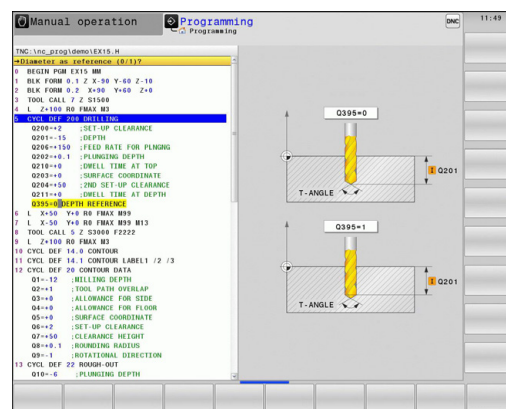 Manual operation
Programming
Programming
DNC
11:49
TNC:\nc_prog\demo\EX15.H
→Diameter as reference (0/1)?
0 BEGIN PGM EX15 MM
1 BLK FORM 0.1 Z X-90 Y-60 Z-10
2 BLK FORM 0.2 X+90 Y+60 Z+0
3 TOOL CALL 7 Z S1500
4 L Z+100 R0 FMAX M3
5 CYCL DEF 200 DRILLING
Q200=+2 ;SET-UP CLEARANCE
Q201=-15 ;DEPTH
Q206=+150 ;FEED RATE FOR PLNGNG
Q202=+0.1 ;PLUNGING DEPTH
Q210=+0 ;DWELL TIME AT TOP
Q203=+0 ;SURFACE COORDINATE
Q204=+50 ;2ND SET-UP CLEARANCE
Q211=+0 ;DWELL TIME AT DEPTH
Q395=0 DEPTH REFERENCE
6 L X+50 Y+0 R0 FMAX M99
7 L X-50 Y+0 R0 FMAX M99 M13
8 TOOL CALL 5 Z S3000 F2222
9 L Z+100 R0 FMAX M3
10 CYCL DEF 14.0 CONTOUR
11 CYCL DEF 14.1 CONTOUR LABEL1 /2 /3
12 CYCL DEF 20 CONTOUR DATA
Q1=-12 ;MILLING DEPTH
Q2=+1 ;TOOL PATH OVERLAP
Q3=+0 ;ALLOWANCE FOR SIDE
Q4=+0 ;ALLOWANCE FOR FLOOR
Q5=+0 ;SURFACE COORDINATE
Q6=+2 ;SET-UP CLEARANCE
Q7=+50 ;CLEARANCE HEIGHT
Q8=+0.1 ;ROUNDING RADIUS
Q9=-1 ;ROTATIONAL DIRECTION
13 CYCL DEF 22 ROUGH-OUT
Q10=-6 ;PLUNGING DEPTH
Q395=0
I Q201
T-ANGLE
Q395=1
I Q201
T-ANGLE